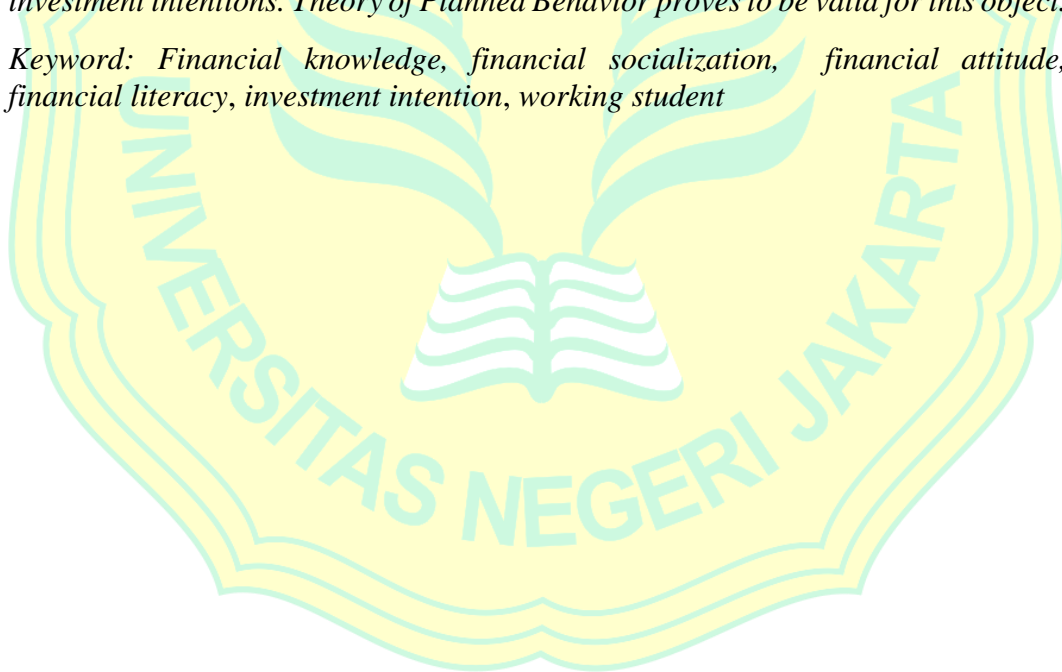 investment intentions. Theory of Planned Behavior proves to be valid for this object.
Keyword: Financial knowledge, financial socialization, financial attitude,
financial literacy, investment intention, working student
UNIVERSITAS NEGERI JAKARTA